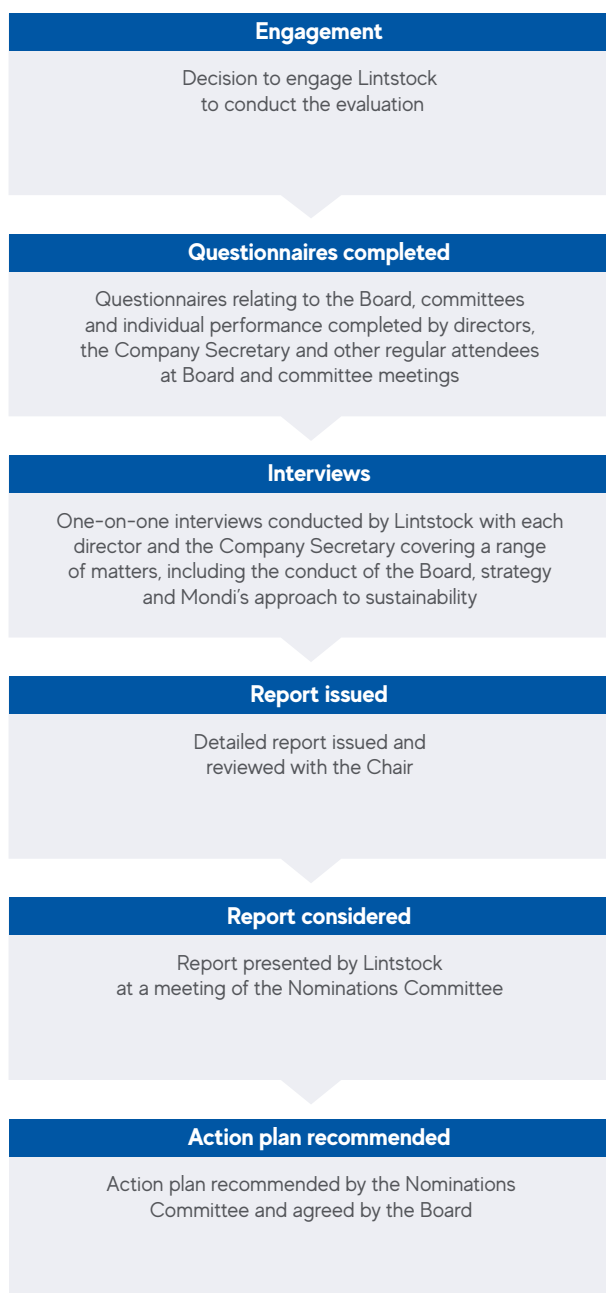 Engagement
Decision to engage Lintstock
to conduct the evaluation
Questionnaires completed
Questionnaires relating to the Board, committees
and individual performance completed by directors,
the Company Secretary and other regular attendees
at Board and committee meetings
Interviews
One-on-one interviews conducted by Lintstock with each
director and the Company Secretary covering a range
of matters, including the conduct of the Board, strategy
and Mondi's approach to sustainability
Report issued
Detailed report issued and
reviewed with the Chair
Report considered
Report presented by Lintstock
at a meeting of the Nominations Committee
Action plan recommended
Action plan recommended by the Nominations
Committee and agreed by the Board